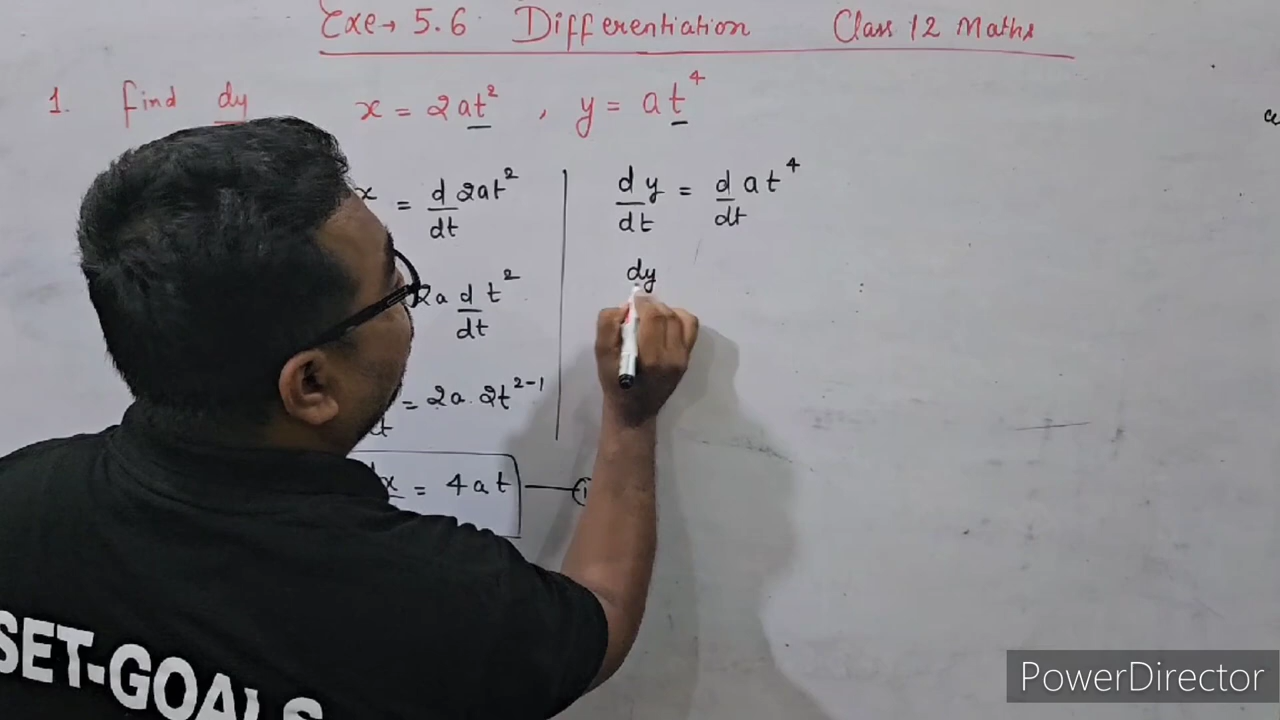 Exe→ 5.6 Differentiation Class 12 Maths
1. find dy x = 2at² , y = at⁴
x = d/dt 2at²
2a d/dt t²
= 2a 2t²⁻¹
dx = 4at
d/dt y = d/dt at⁴
dy
SET-GOALS
PowerDirector